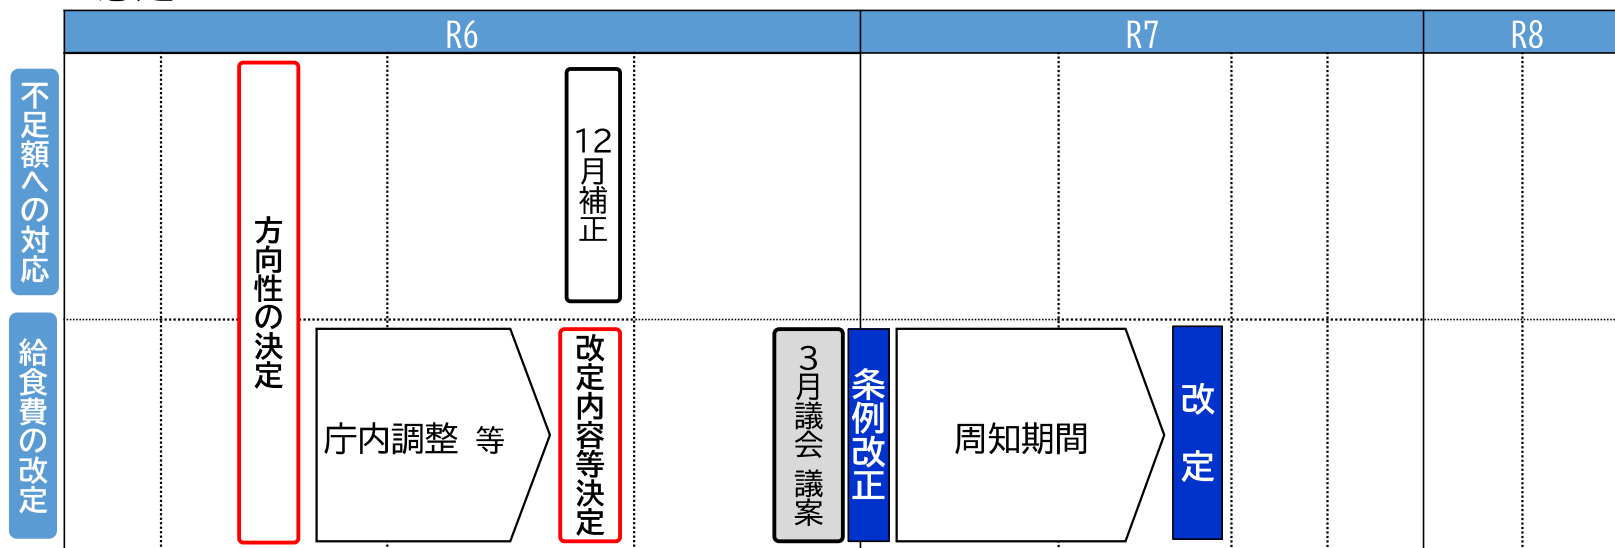 R6
R7
R8
不足額への対応
方向性の決定
12月補正
給食費の改定
庁内調整 等
改定内容等決定
3月議会 議案
条例改正
周知期間
改定